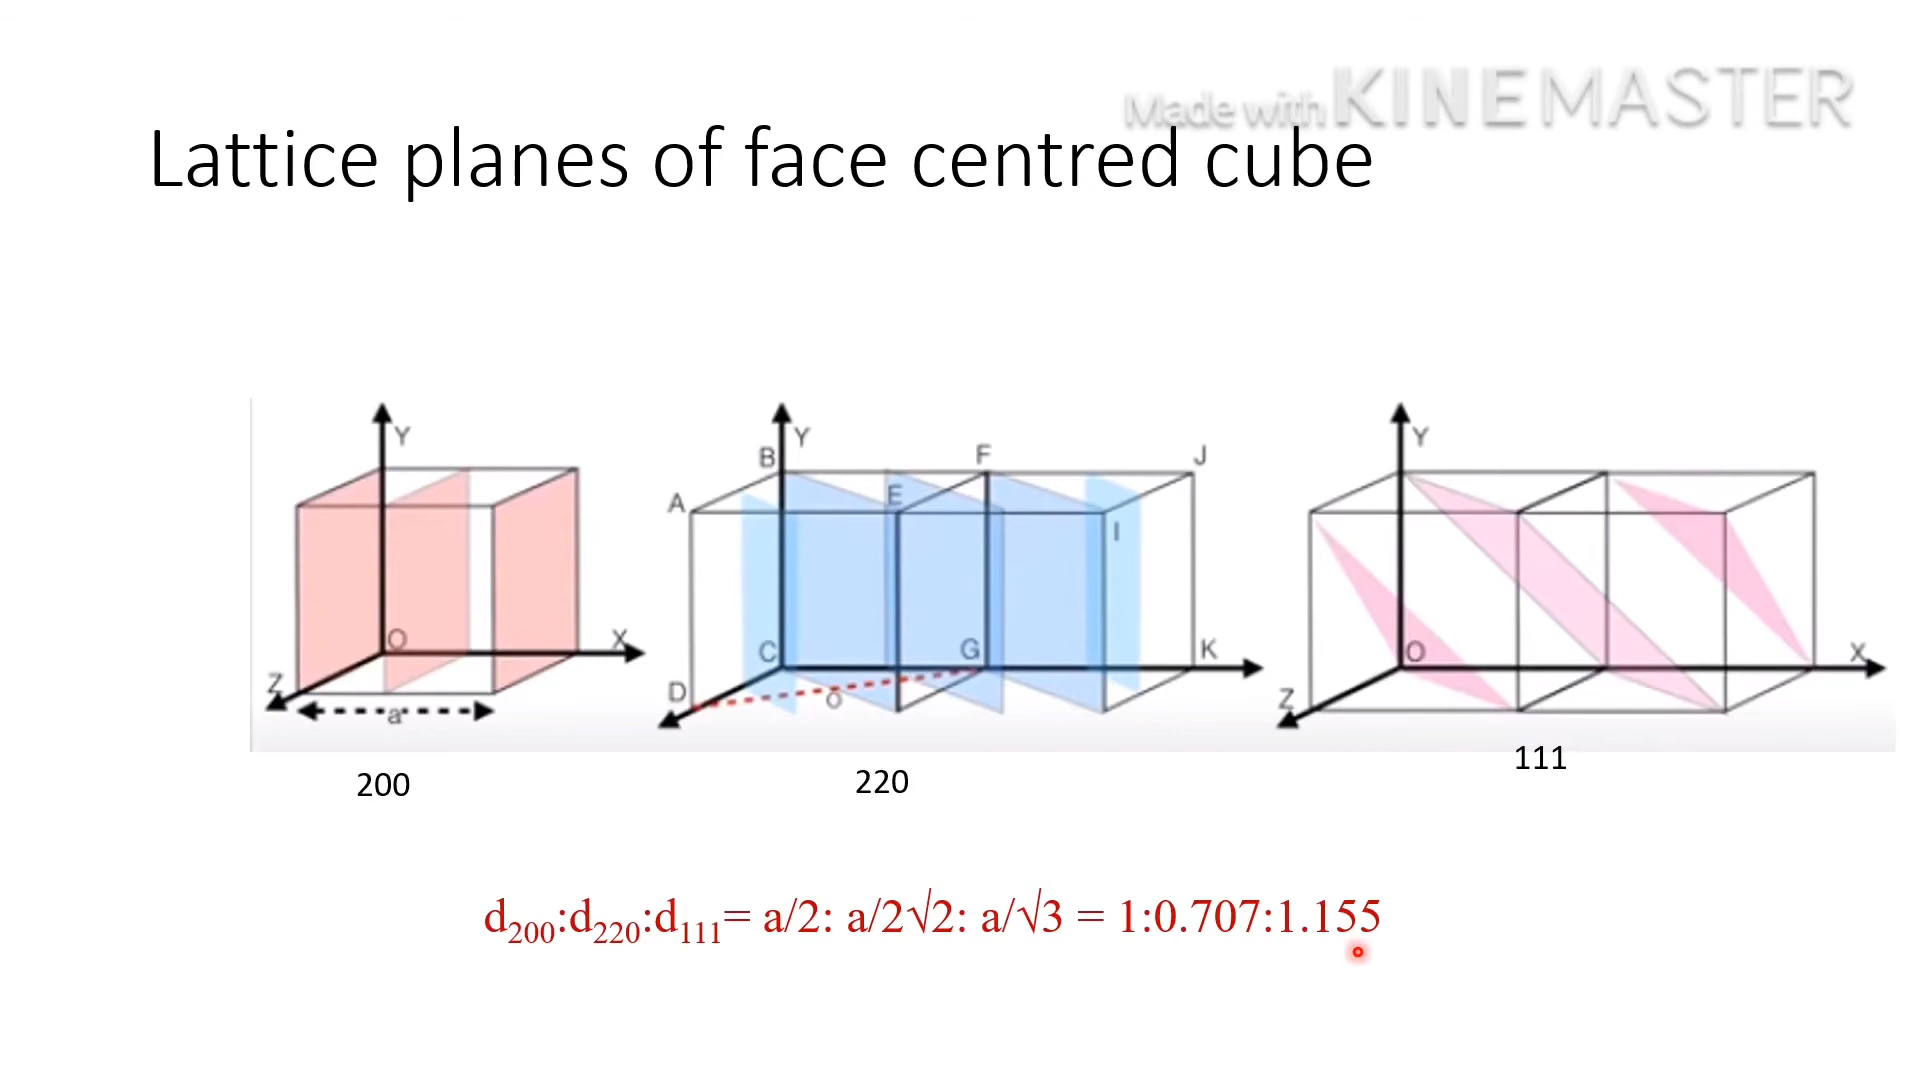 Made with KINEMASTER
Lattice planes of face centred cube
Y
O
X
Z
a
B
Y
F
J
A
E
I
C
G
K
D
O
Y
O
X
Z
200
220
111
d200:d220:d111= a/2: a/2√2: a/√3 = 1:0.707:1.155